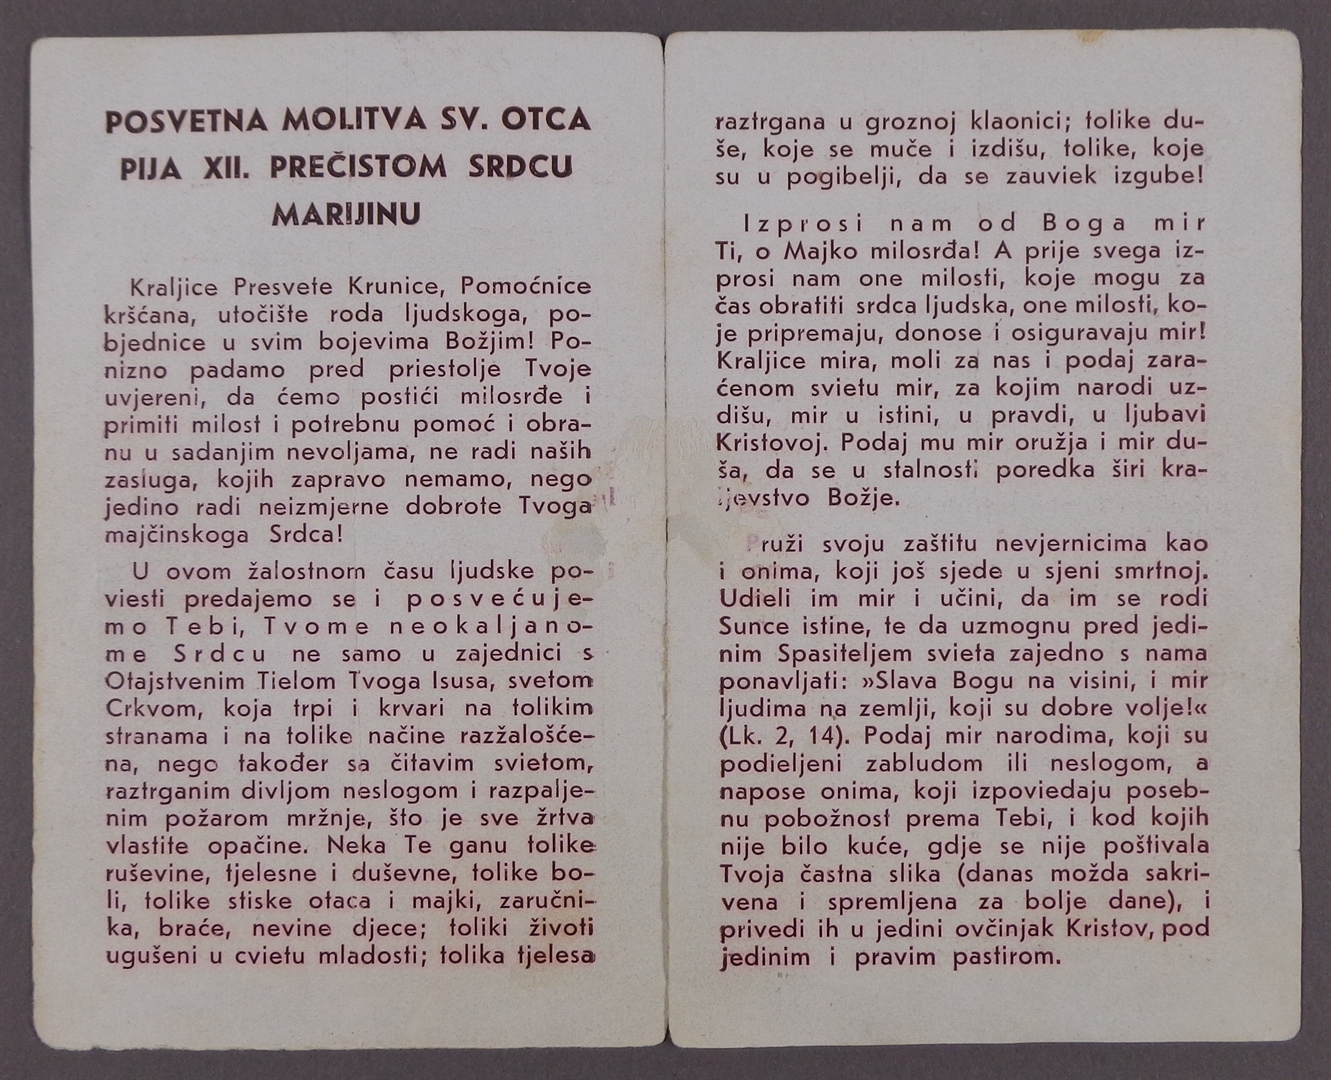 POSVETNA MOLITVA SV. OTCA
PIJA XII. PREČISTOM SRDCU
MARIJINU
Kraljice Presvete Krunice, Pomoćnice
kršćana, utočište roda ljudskoga, po-
bjednice u svim bojevima Božjim! Po-
nizno padamo pred priestolje Tvoje
uvjereni, da ćemo postići milosrđe i
primiti milost i potrebnu pomoć i obra-
nu u sadanjim nevoljama, ne radi naših
zasluga, kojih zapravo nemamo, nego
jedino radi neizmjerne dobrote Tvoga
majčinskoga Srdca!
U ovom žalostnom času ljudske po-
viesti predajemo se i posvećuje-
mo Tebi, Tvome neokaljano-
me Srdcu ne samo u zajednici s
Otajstvenim Tielom Tvoga Isusa, svetom
Crkvom, koja trpi i krvari na tolikim
stranama i na tolike načine razžalošće-
na, nego također sa čitavim svietom,
raztrganim divljom neslogom i razpalje-
nim požarom mržnje, što je sve žrtva
vlastite opačine. Neka Te ganu tolike
ruševine, tjelesne i duševne, tolike bo-
li, tolike stiske otaca i majki, zaručni-
ka, braće, nevine djece; toliki životi
ugušeni u cvietu mladosti; tolika tjelesa
raztrgana u groznoj klaonici; tolike du-
še, koje se muče i izdišu, tolike, koje
su u pogibelji, da se zauviek izgube!
Izprosi nam od Boga mir
Ti, o Majko milosrđa! A prije svega iz-
prosi nam one milosti, koje mogu za
čas obratiti srdca ljudska, one milosti, ko-
je pripremaju, donose i osiguravaju mir!
Kraljice mira, moli za nas i podaj zara-
ćenom svietu mir, za kojim narodi uz-
dišu, mir u istini, u pravdi, u ljubavi
Kristovoj. Podaj mu mir oružja i mir du-
ša, da se u stalnosti poredka širi kra-
ljevstvo Božje.
Pruži svoju zaštitu nevjernicima kao
i onima, koji još sjede u sjeni smrtnoj.
Udieli im mir i učini, da im se rodi
Sunce istine, te da uzmognu pred jedi-
nim Spasiteljem svieta zajedno s nama
ponavljati: »Slava Bogu na visini, i mir
ljudima na zemlji, koji su dobre volje!«
(Lk. 2, 14). Podaj mir narodima, koji su
podieljeni zabludom ili neslogom, a
napose onima, koji izpoviedaju poseb-
nu pobožnost prema Tebi, i kod kojih
nije bilo kuće, gdje se nije poštivala
Tvoja častna slika (danas možda sakri-
vena i spremljena za bolje dane), i
privedi ih u jedini ovčinjak Kristov, pod
jedinim i pravim pastirom.